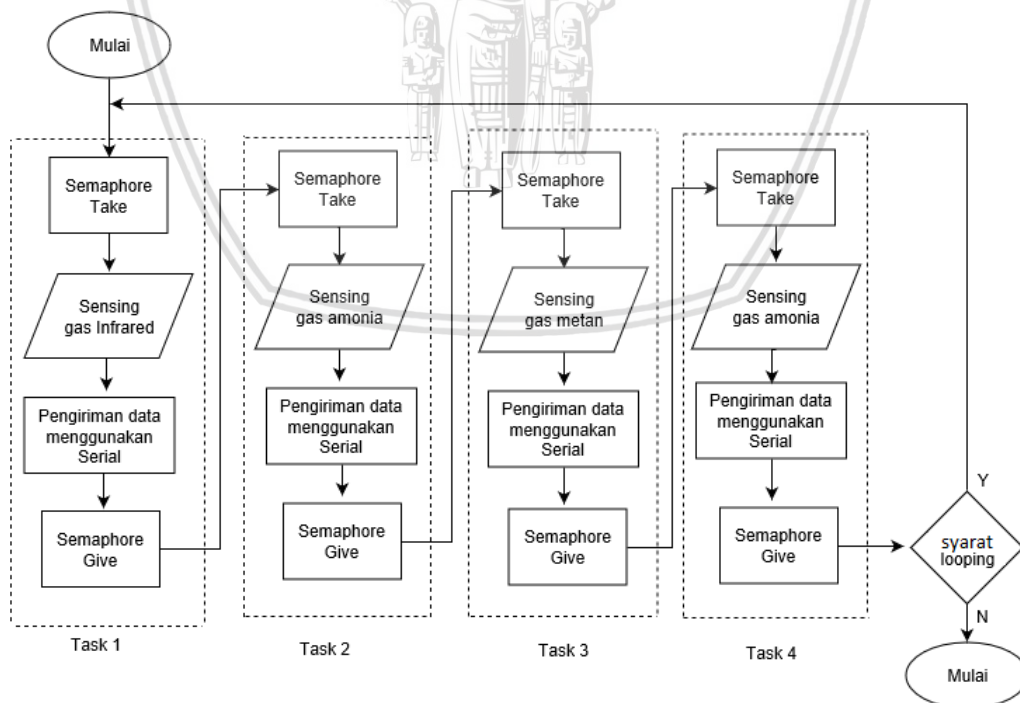 Mulai
Semaphore
Take
Sensing
gas Infrared
Pengiriman data
menggunakan
Serial
Semaphore
Give
Task 1
Semaphore
Take
Sensing
gas amonia
Pengiriman data
menggunakan
Serial
Semaphore
Give
Task 2
Semaphore
Take
Sensing
gas metan
Pengiriman data
menggunakan
Serial
Semaphore
Give
Task 3
Semaphore
Take
Sensing
gas amonia
Pengiriman data
menggunakan
Serial
Semaphore
Give
Task 4
Y
syarat
looping
N
Mulai